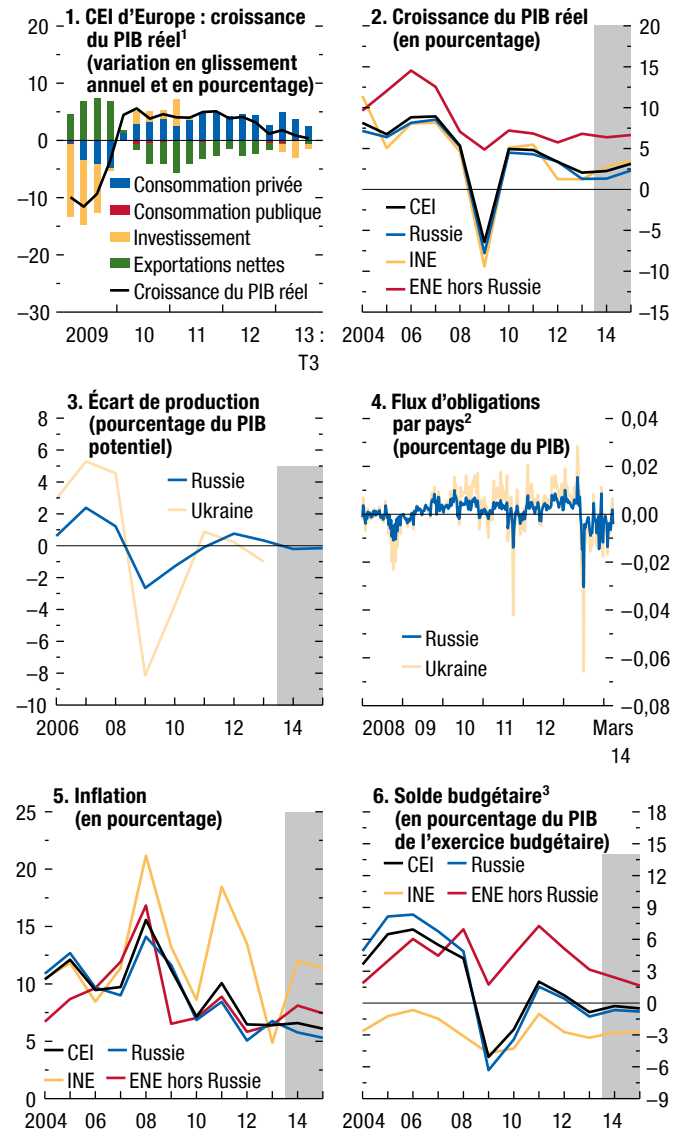 1. CEI d’Europe : croissance
du PIB réel¹
(variation en glissement
annuel et en pourcentage)
20
10
0
–10
–20
–30
Consommation privée
Consommation publique
Investissement
Exportations nettes
Croissance du PIB réel
2009 10 11 12 13 :
T3
2. Croissance du PIB réel
(en pourcentage)
20
15
10
5
0
–5
–10
–15
CEI
Russie
INE
ENE hors Russie
2004 06 08 10 12 14
3. Écart de production
(pourcentage du PIB
potentiel)
8
6
4
2
0
–2
–4
–6
–8
–10
Russie
Ukraine
2006 08 10 12 14
4. Flux d’obligations
par pays²
(pourcentage du PIB)
0,04
0,02
0,00
–0,02
–0,04
–0,06
–0,08
Russie
Ukraine
2008 09 10 11 12 Mars
14
5. Inflation
(en pourcentage)
25
20
15
10
5
0
CEI Russie
INE ENE hors Russie
2004 06 08 10 12 14
6. Solde budgétaire³
(en pourcentage du PIB
de l’exercice budgétaire)
CEI Russie
INE ENE hors Russie
18
15
12
9
6
3
0
–3
–6
–9
2004 06 08 10 12 14